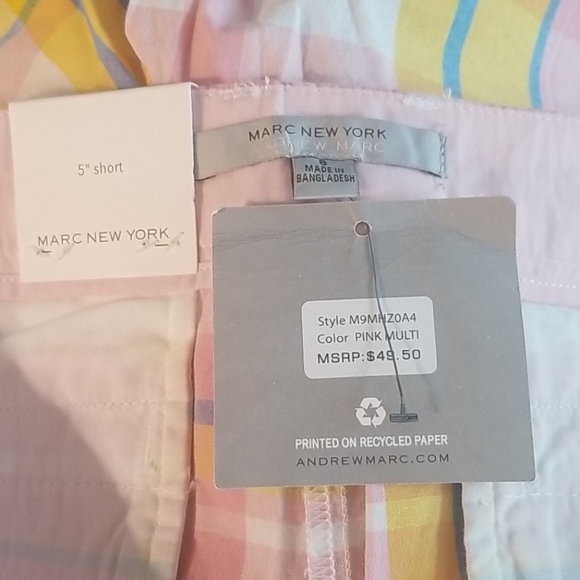 5" short
MARC NEW YORK
MARC NEW YORK
ANDREW MARC
MADE IN
BANGLADESH
Style M9MHZ0A4
Color PINK MULTI
MSRP:$49.50
PRINTED ON RECYCLED PAPER
ANDREWMARC.COM